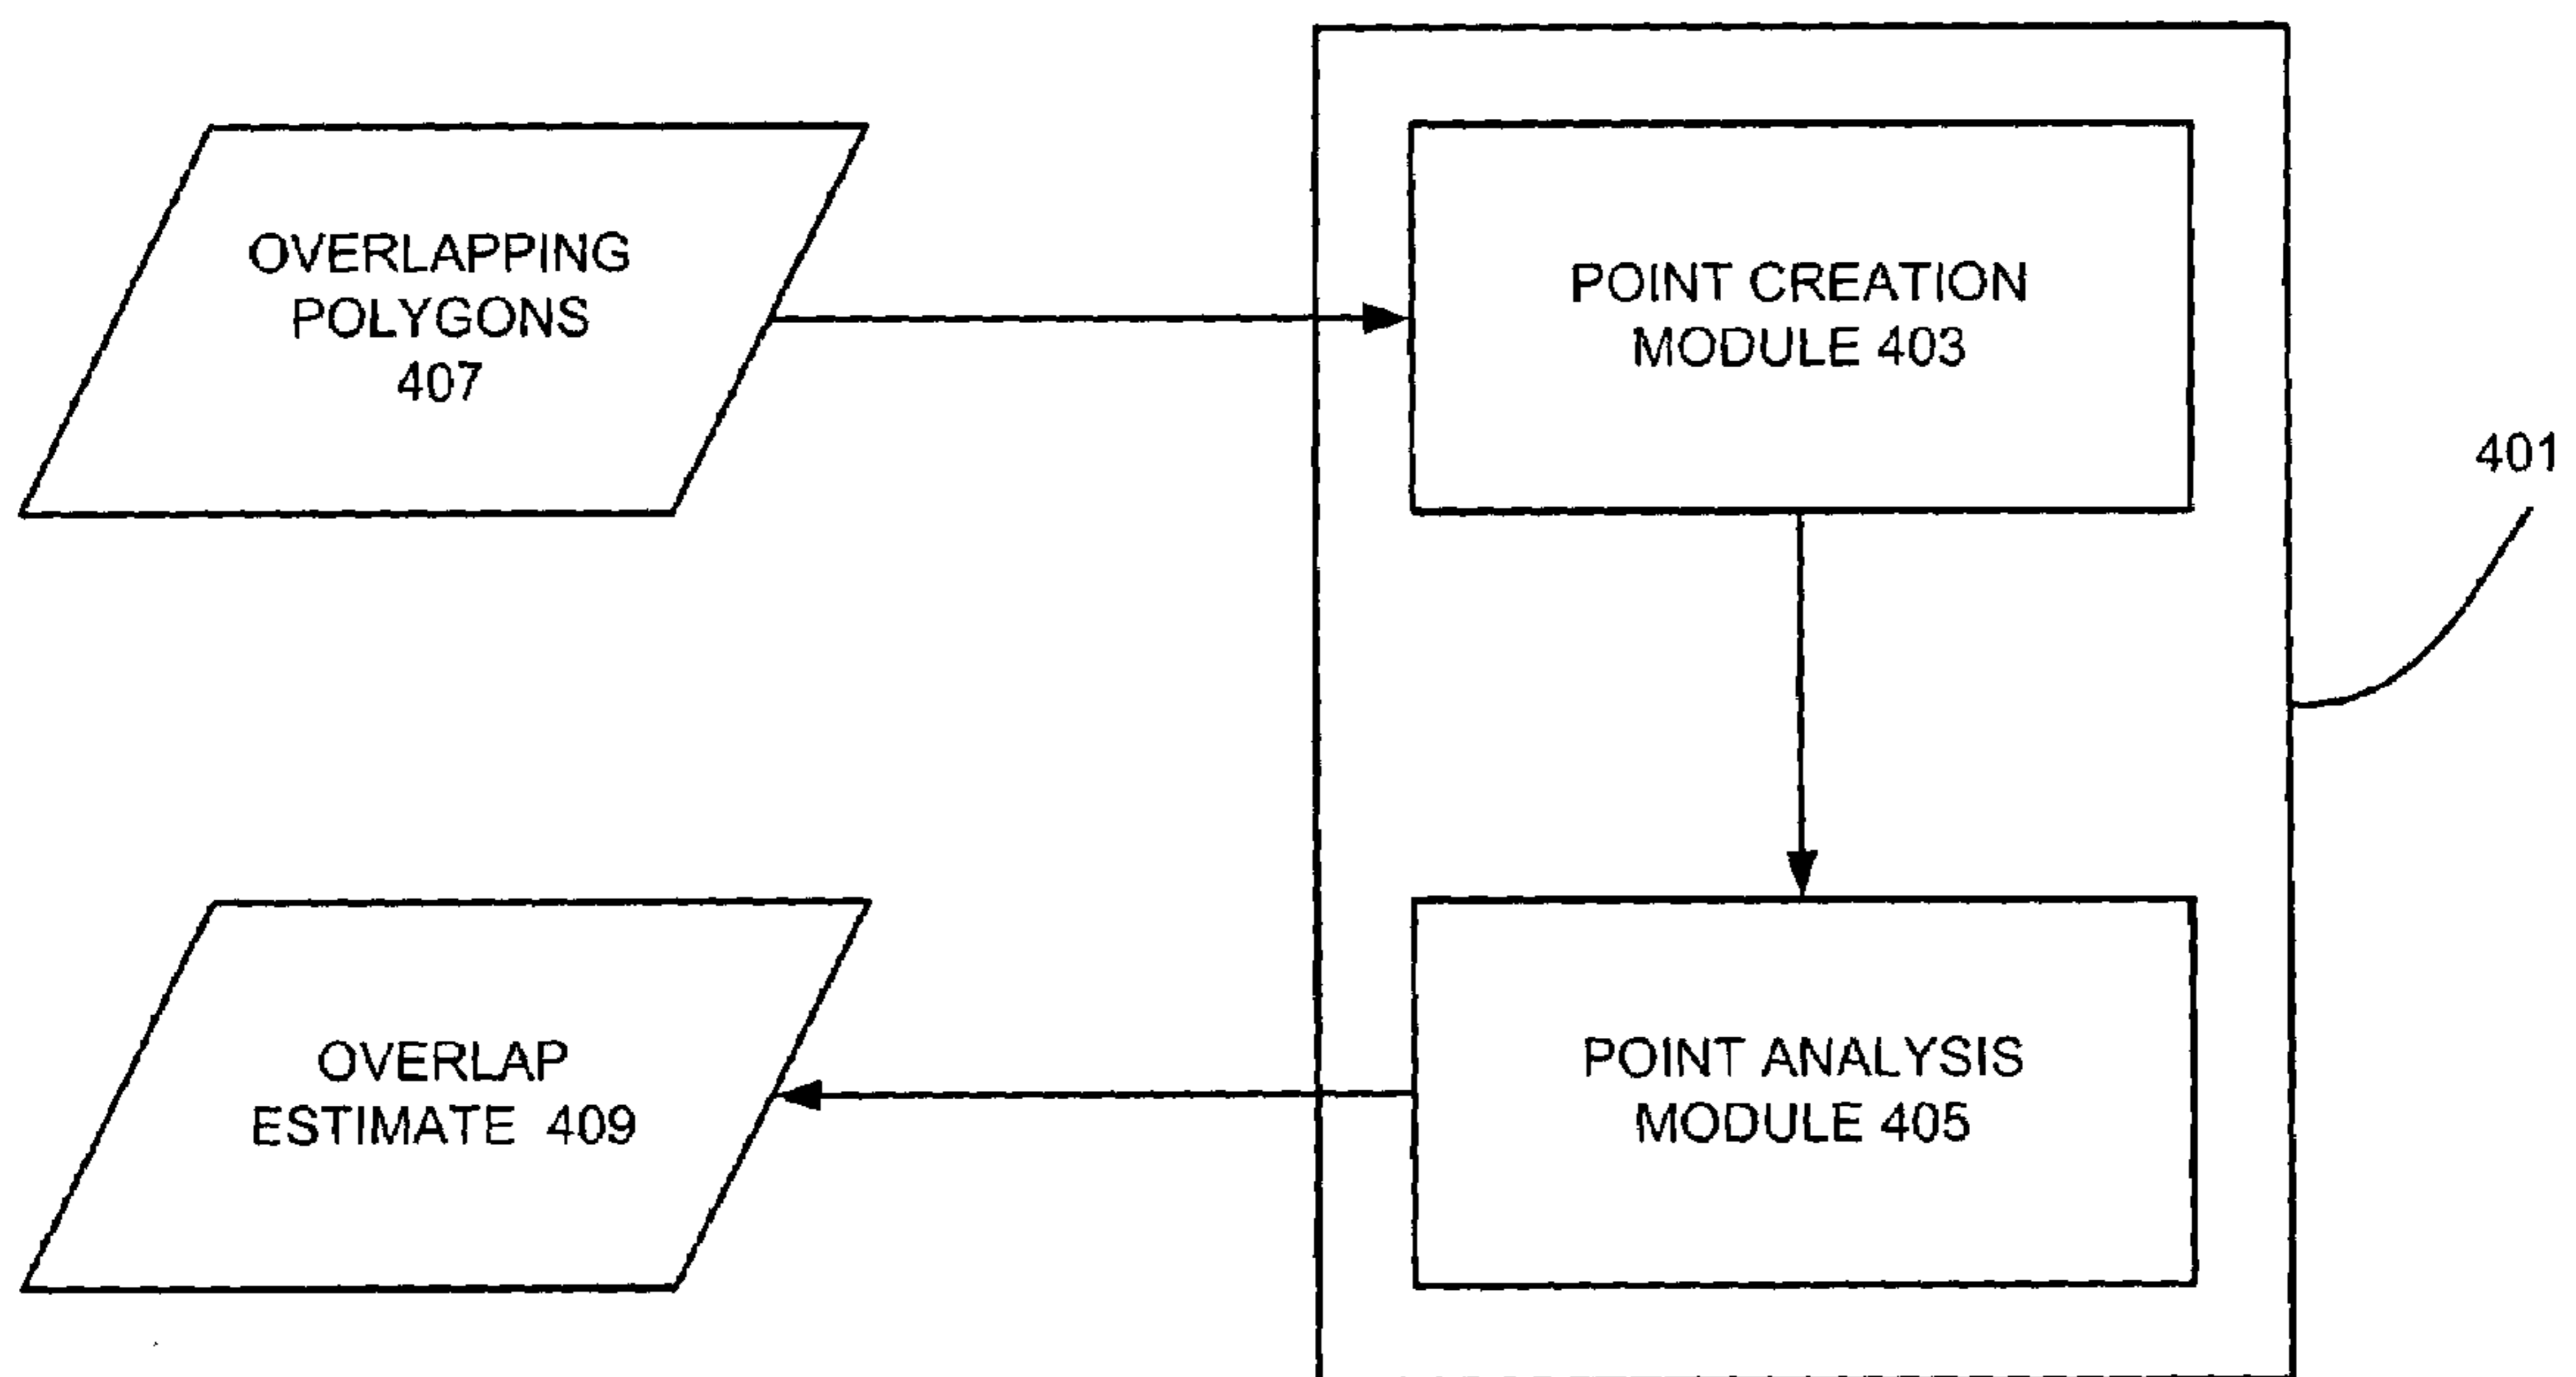 OVERLAPPING
POLYGONS
407
POINT CREATION
MODULE 403
401
OVERLAP
ESTIMATE 409
POINT ANALYSIS
MODULE 405